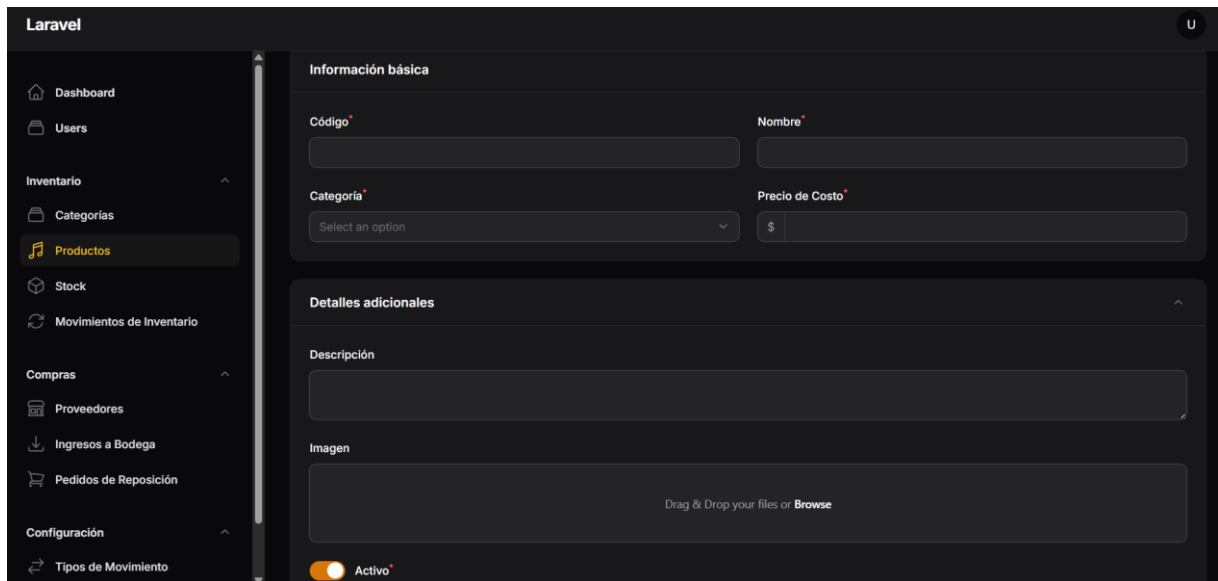 Laravel
U
Dashboard
Users
Inventario
Categorías
Productos
Stock
Movimientos de Inventario
Compras
Proveedores
Ingresos a Bodega
Pedidos de Reposición
Configuración
Tipos de Movimiento
Información básica
Código* Nombre*
Categoría* Precio de Costo*
Select an option $
Detalles adicionales
Descripción
Imagen
Drag & Drop your files or Browse
Activo*